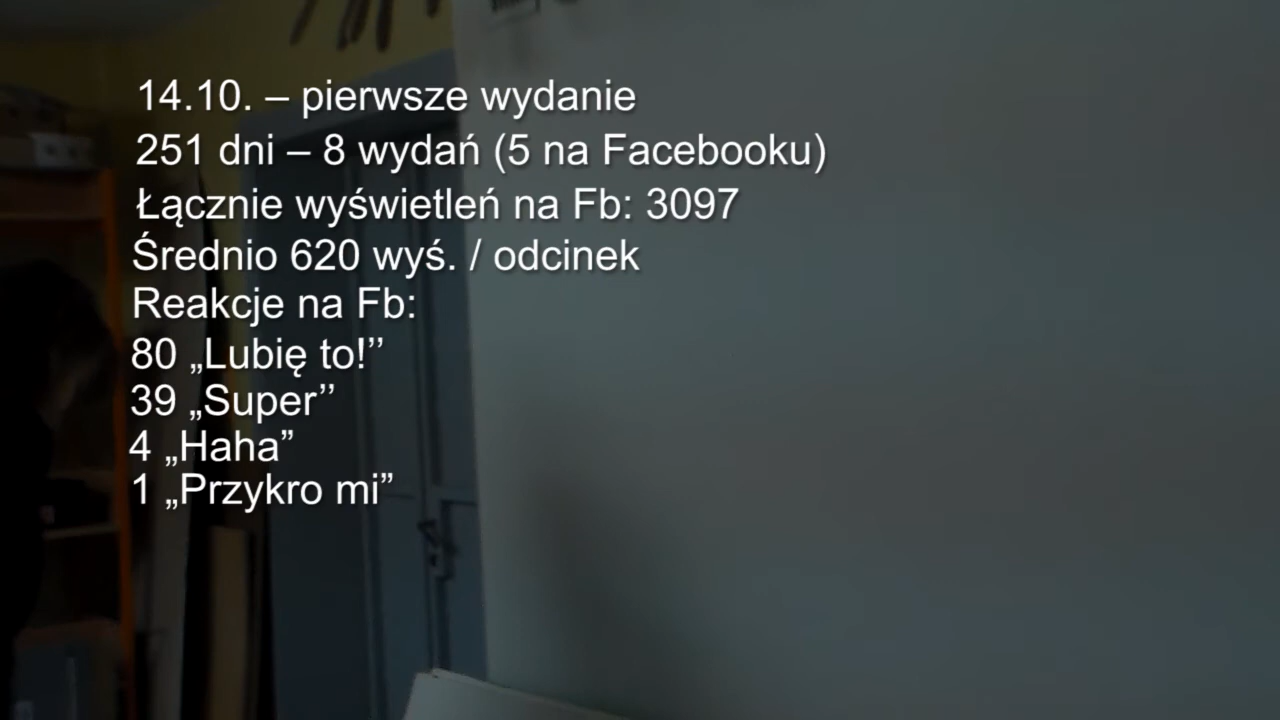 14.10. – pierwsze wydanie
251 dni – 8 wydań (5 na Facebooku)
Łącznie wyświetleń na Fb: 3097
Średnio 620 wyś. / odcinek
Reakcje na Fb:
80 „Lubię to!’’
39 „Super’’
4 „Haha”
1 „Przykro mi”